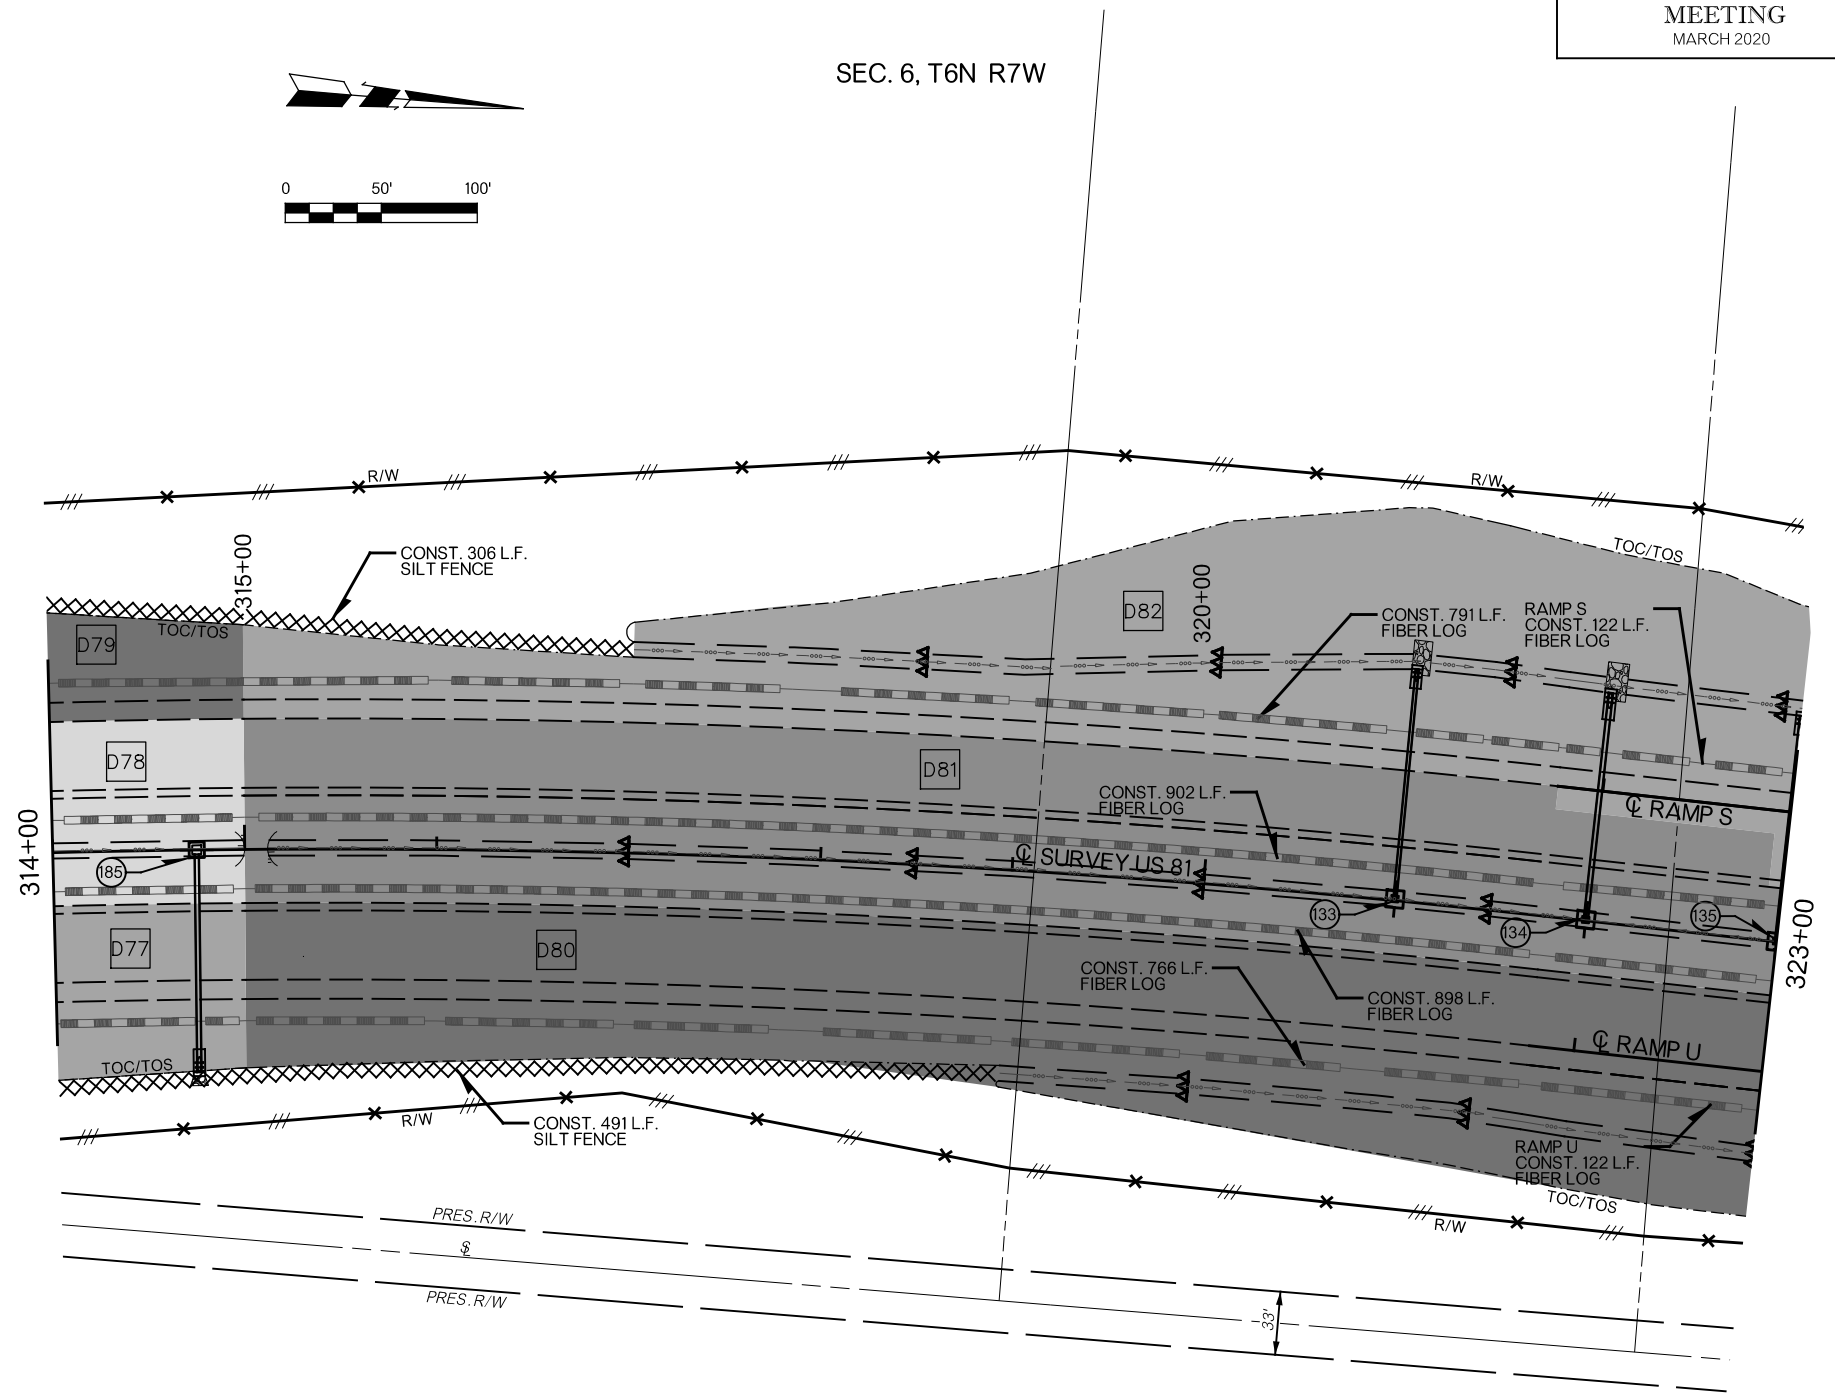 MEETING
MARCH 2020
SEC. 6, T6N R7W
0 50' 100'
R/W
R/W
315+00
CONST. 306 L.F.
SILT FENCE
TOC/TOS
TOC/TOS
D79
D82
320+00
CONST. 791 L.F.
FIBER LOG
RAMP S
CONST. 122 L.F.
FIBER LOG
D78
D81
CONST. 902 L.F.
FIBER LOG
℄ RAMP S
314+00
185
℄ SURVEY US 81
133
134
135
323+00
D77
D80
CONST. 766 L.F.
FIBER LOG
CONST. 898 L.F.
FIBER LOG
℄ RAMP U
TOC/TOS
R/W
CONST. 491 L.F.
SILT FENCE
RAMP U
CONST. 122 L.F.
FIBER LOG
TOC/TOS
R/W
PRES. R/W
PRES. R/W
33'